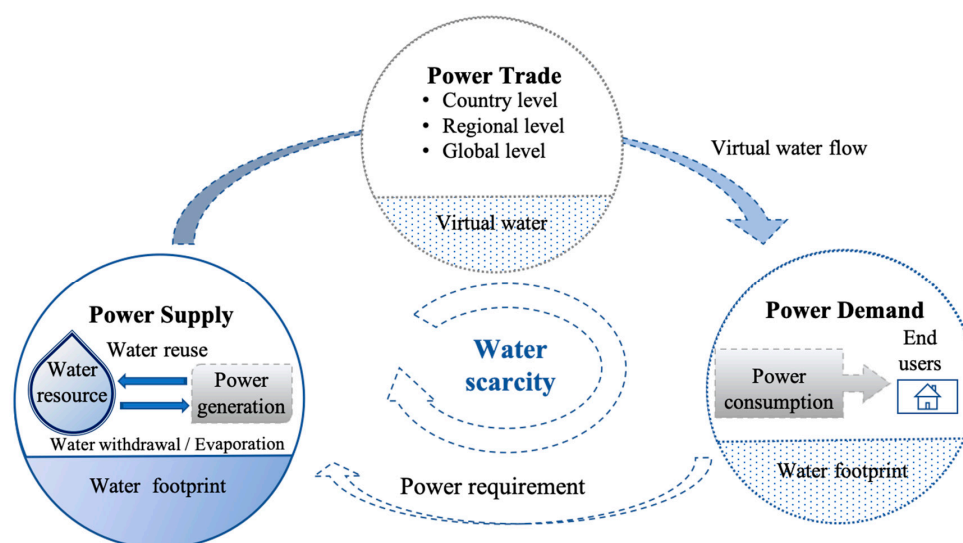 Power Trade
• Country level
• Regional level
• Global level
Virtual water
Virtual water flow
Power Supply
Water reuse
Water
resource
Power
generation
Water withdrawal / Evaporation
Water footprint
Water
scarcity
Power requirement
Power Demand
End
users
Power
consumption
Water footprint